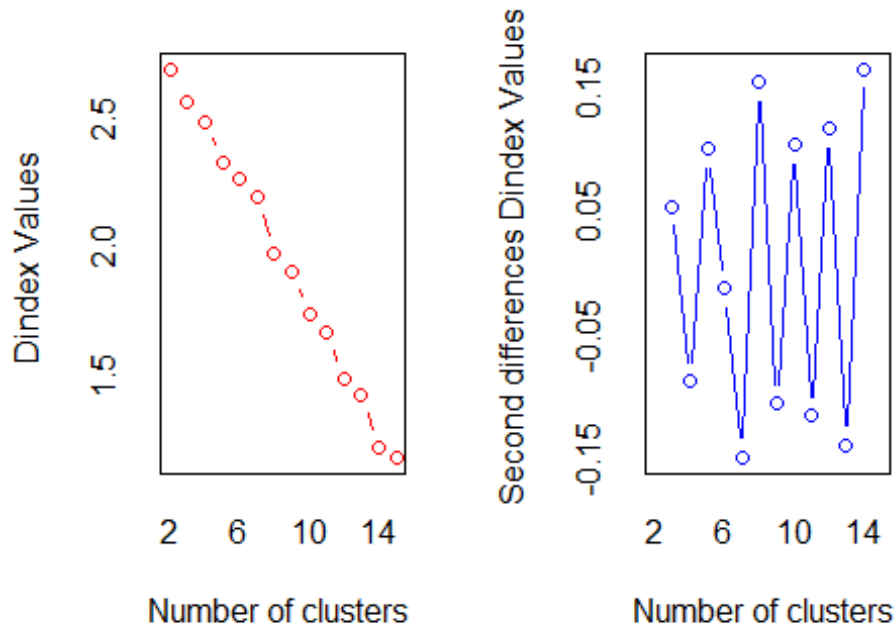 Dindex Values
2.5
2.0
1.5
2 6 10 14
Number of clusters
Second differences Dindex Values
0.15
0.05
-0.05
-0.15
2 6 10 14
Number of clusters